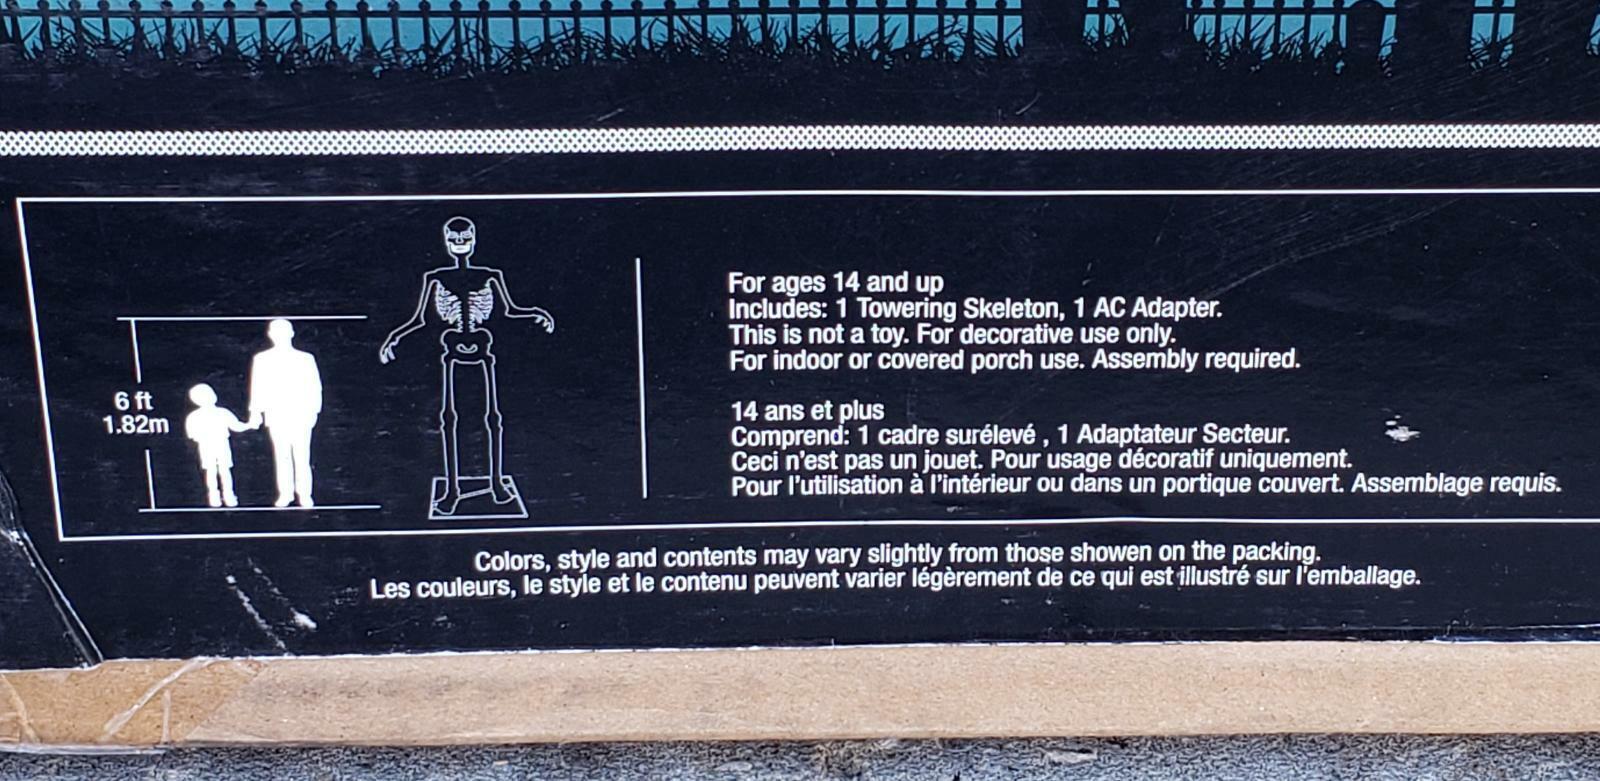 6 ft
1.82m
For ages 14 and up
Includes: 1 Towering Skeleton, 1 AC Adapter.
This is not a toy. For decorative use only.
For indoor or covered porch use. Assembly required.
14 ans et plus
Comprend: 1 cadre surélevé , 1 Adaptateur Secteur.
Ceci n'est pas un jouet. Pour usage décoratif uniquement.
Pour l'utilisation à l'intérieur ou dans un portique couvert. Assemblage requis.
Colors, style and contents may vary slightly from those showen on the packing.
Les couleurs, le style et le contenu peuvent varier légèrement de ce qui est illustré sur l'emballage.